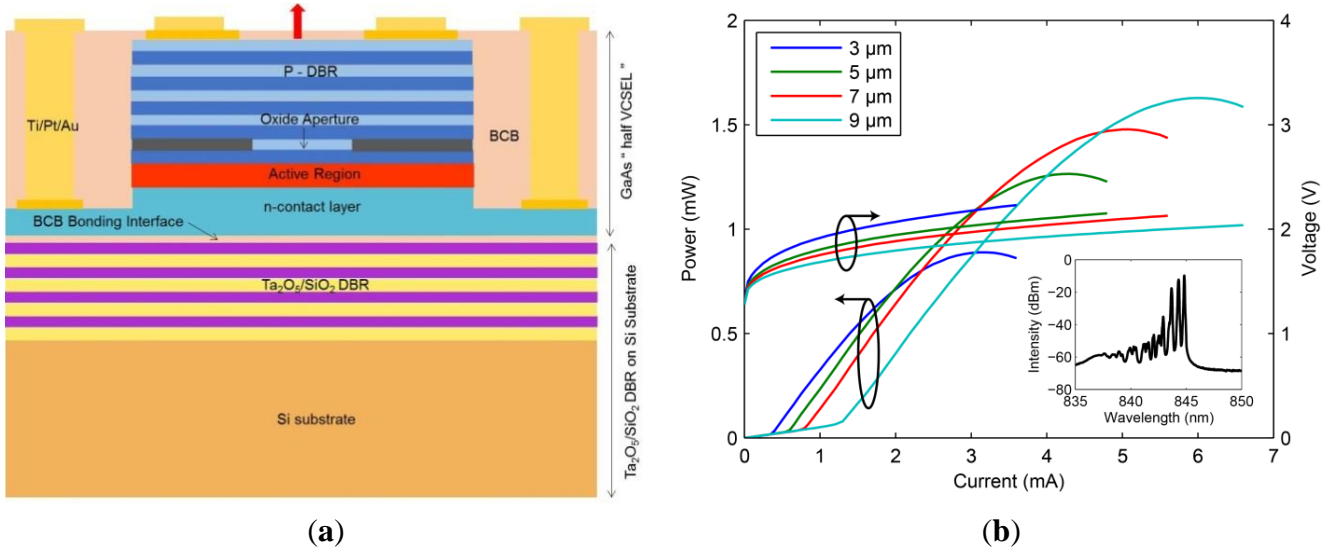 P - DBR
Oxide Aperture
Ti/Pt/Au
BCB
Active Region
n-contact layer
BCB Bonding Interface
Ta₂O₅/SiO₂ DBR
Si substrate
GaAs " half VCSEL "
Ta₂O₅/SiO₂ DBR on Si Substrate
(a)
2
1.5
1
0.5
0
Power (mW)
3 µm
5 µm
7 µm
9 µm
4
3
2
1
0
Voltage (V)
0
1
2
3
4
5
6
7
Current (mA)
0
−20
−40
−60
−80
Intensity (dBm)
835
840
845
850
Wavelength (nm)
(b)